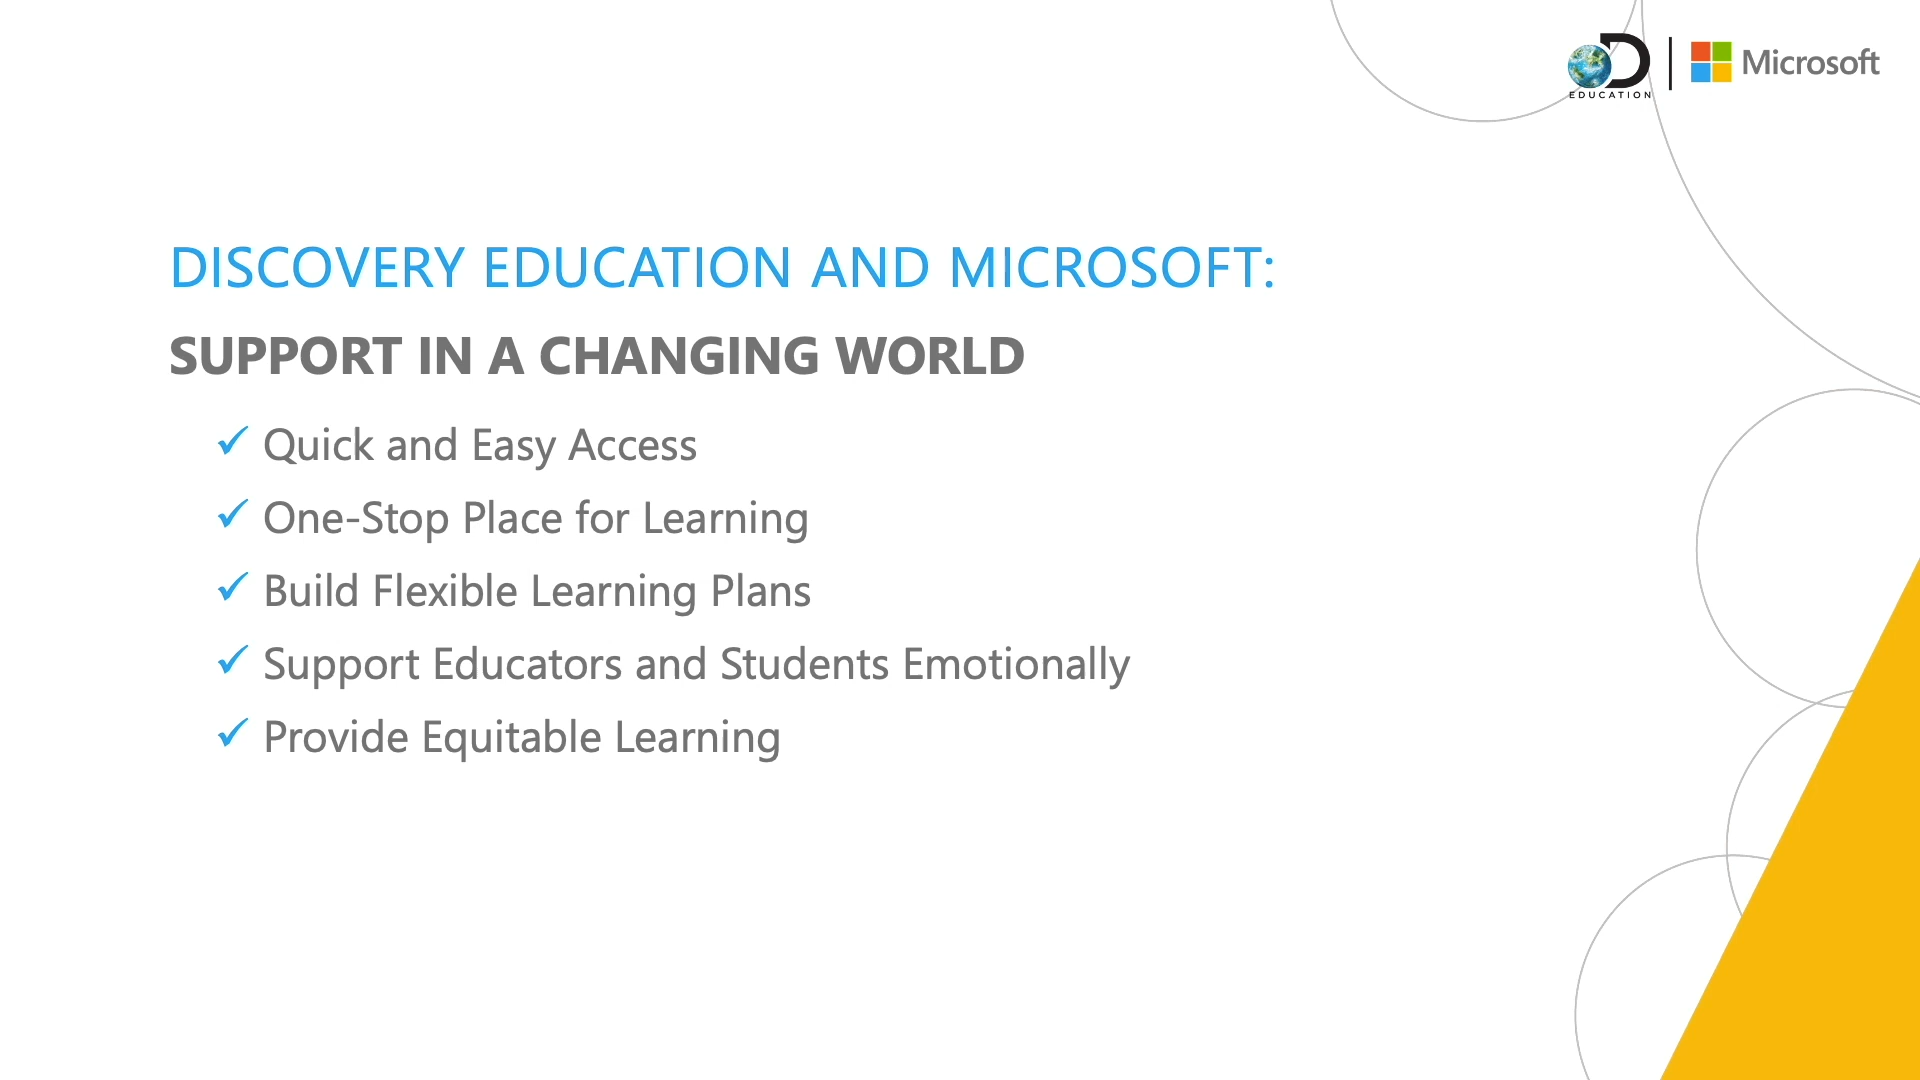 EDUCATION
Microsoft
DISCOVERY EDUCATION AND MICROSOFT:
SUPPORT IN A CHANGING WORLD
Quick and Easy Access
One-Stop Place for Learning
Build Flexible Learning Plans
Support Educators and Students Emotionally
Provide Equitable Learning